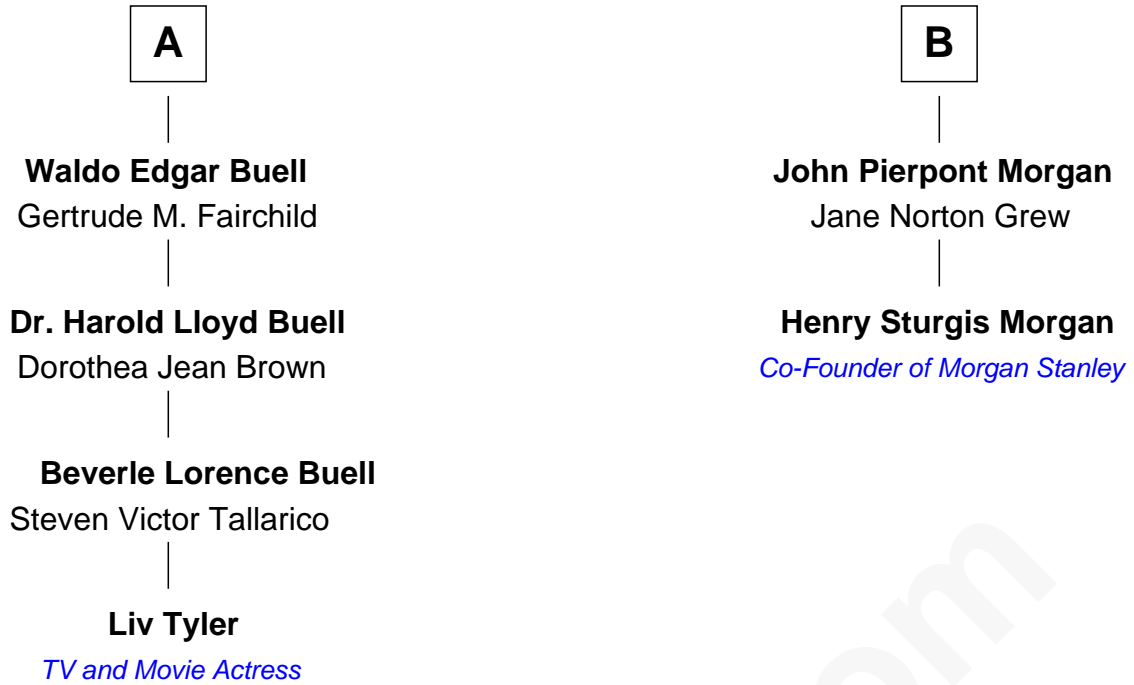 A
Waldo Edgar Buell
Gertrude M. Fairchild
Dr. Harold Lloyd Buell
Dorothea Jean Brown
Beverle Lorence Buell
Steven Victor Tallarico
Liv Tyler
TV and Movie Actress
B
John Pierpont Morgan
Jane Norton Grew
Henry Sturgis Morgan
Co-Founder of Morgan Stanley
om